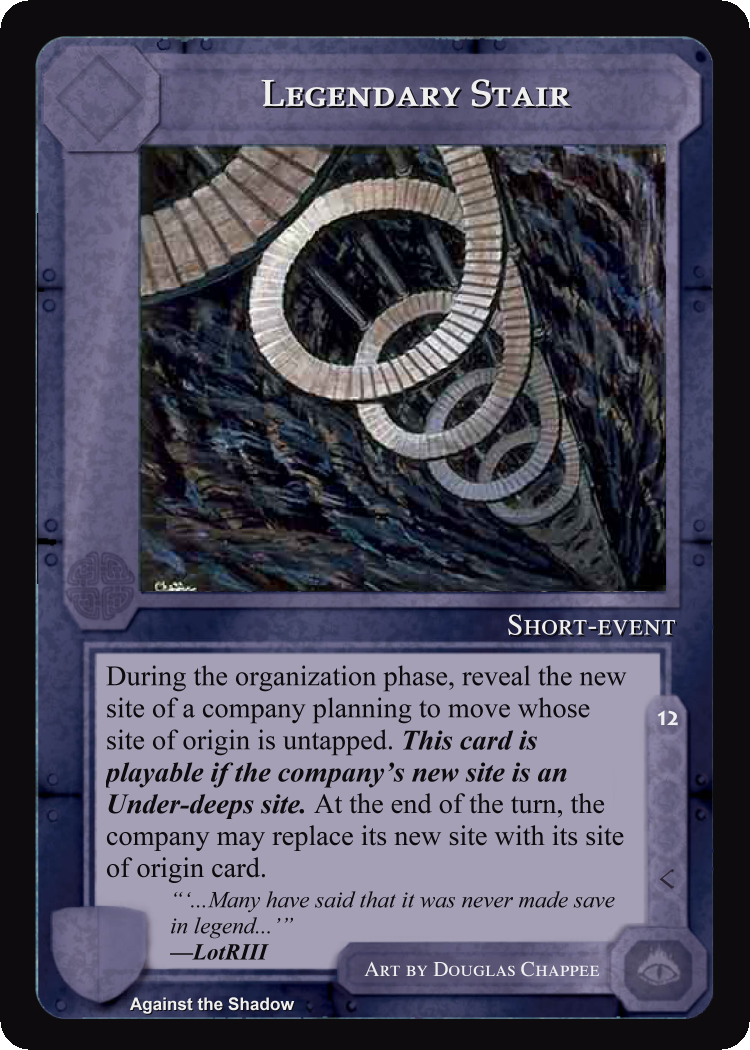 Legendary Stair
Short-event
During the organization phase, reveal the new
site of a company planning to move whose
site of origin is untapped. This card is
playable if the company's new site is an
Under-deeps site. At the end of the turn, the
company may replace its new site with its site
of origin card.
"'...Many have said that it was never made save
in legend...'"
—LotRIII
12
Art by Douglas Chappee
Against the Shadow